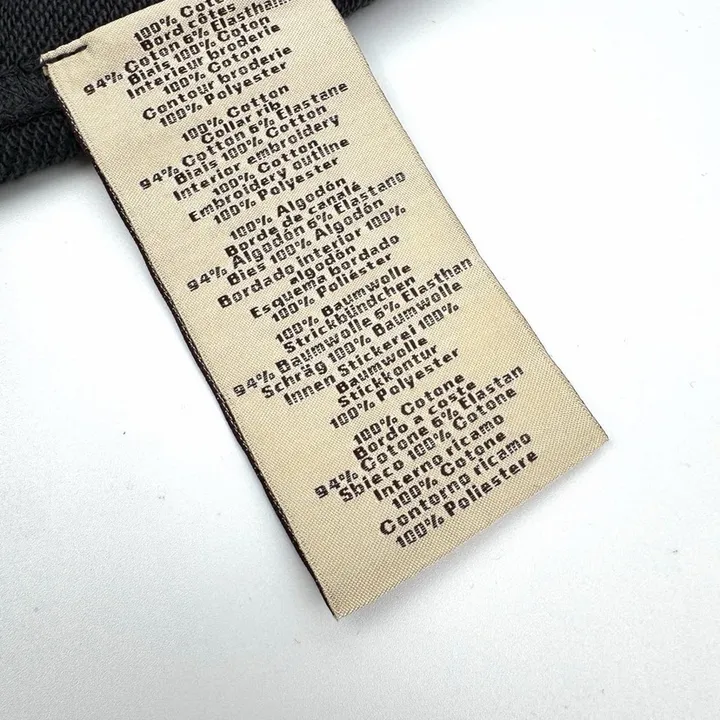 100% Coton
Bord côtes
94% Coton 6% Elasthanne
Biais 100% Coton
Interieur broderie
100% Coton
Contour broderie
100% Polyester
100% Cotton
Collar rib
94% Cotton 6% Elastane
Biais 100% Cotton
Interior embroidery
100% Cotton
Embroidery outline
100% Polyester
100% Algodón
Borde de canalé
94% Algodón 6% Elastano
Bies 100% Algodón
Bordado interior 100%
algodón
Esquema bordado
100% Poliéster
100% Baumwolle
Strickbündchen
94% Baumwolle 6% Elasthan
Schräg 100% Baumwolle
Innen Stickerei 100%
Baumwolle
Stickkontur
100% Polyester
100% Cotone
Bordo a coste
94% Cotone 6% Elastan
Sbieco 100% Cotone
Interno ricamo
100% Cotone
Contorno ricamo
100% Poliestere